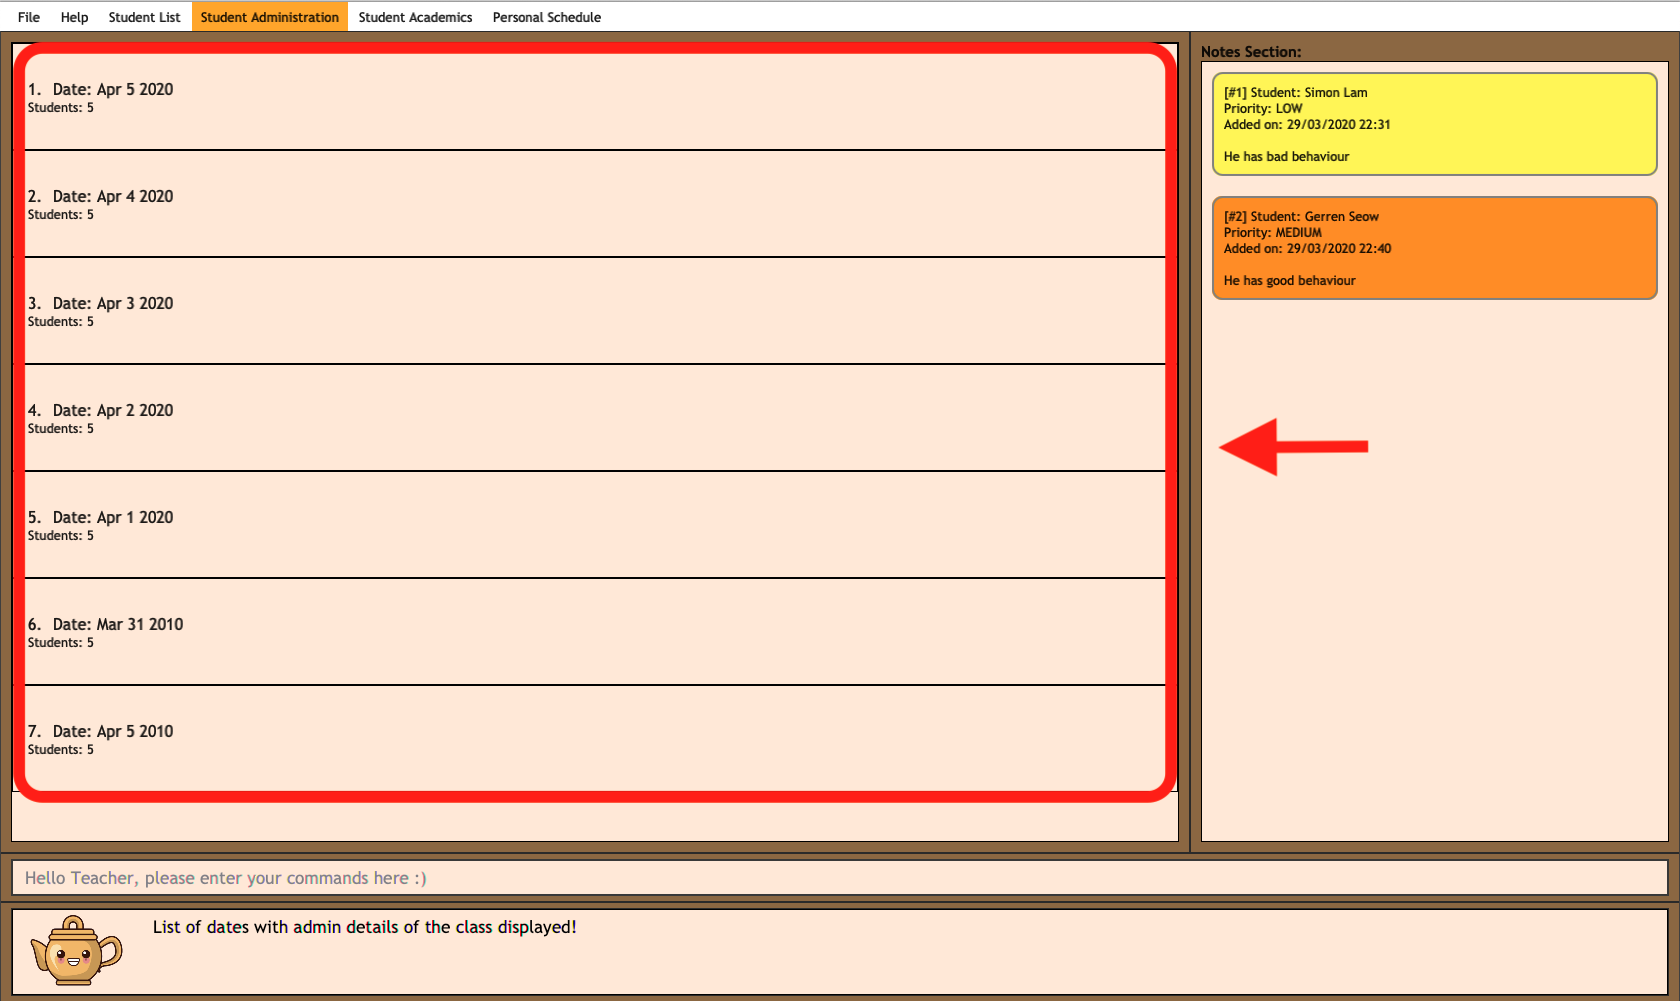 File Help Student List Student Administration Student Academics Personal Schedule
1. Date: Apr 5 2020
Students: 5
2. Date: Apr 4 2020
Students: 5
3. Date: Apr 3 2020
Students: 5
4. Date: Apr 2 2020
Students: 5
5. Date: Apr 1 2020
Students: 5
6. Date: Mar 31 2010
Students: 5
7. Date: Apr 5 2010
Students: 5
Notes Section:
[#1] Student: Simon Lam
Priority: LOW
Added on: 29/03/2020 22:31
He has bad behaviour
[#2] Student: Gerren Seow
Priority: MEDIUM
Added on: 29/03/2020 22:40
He has good behaviour
Hello Teacher, please enter your commands here :)
List of dates with admin details of the class displayed!